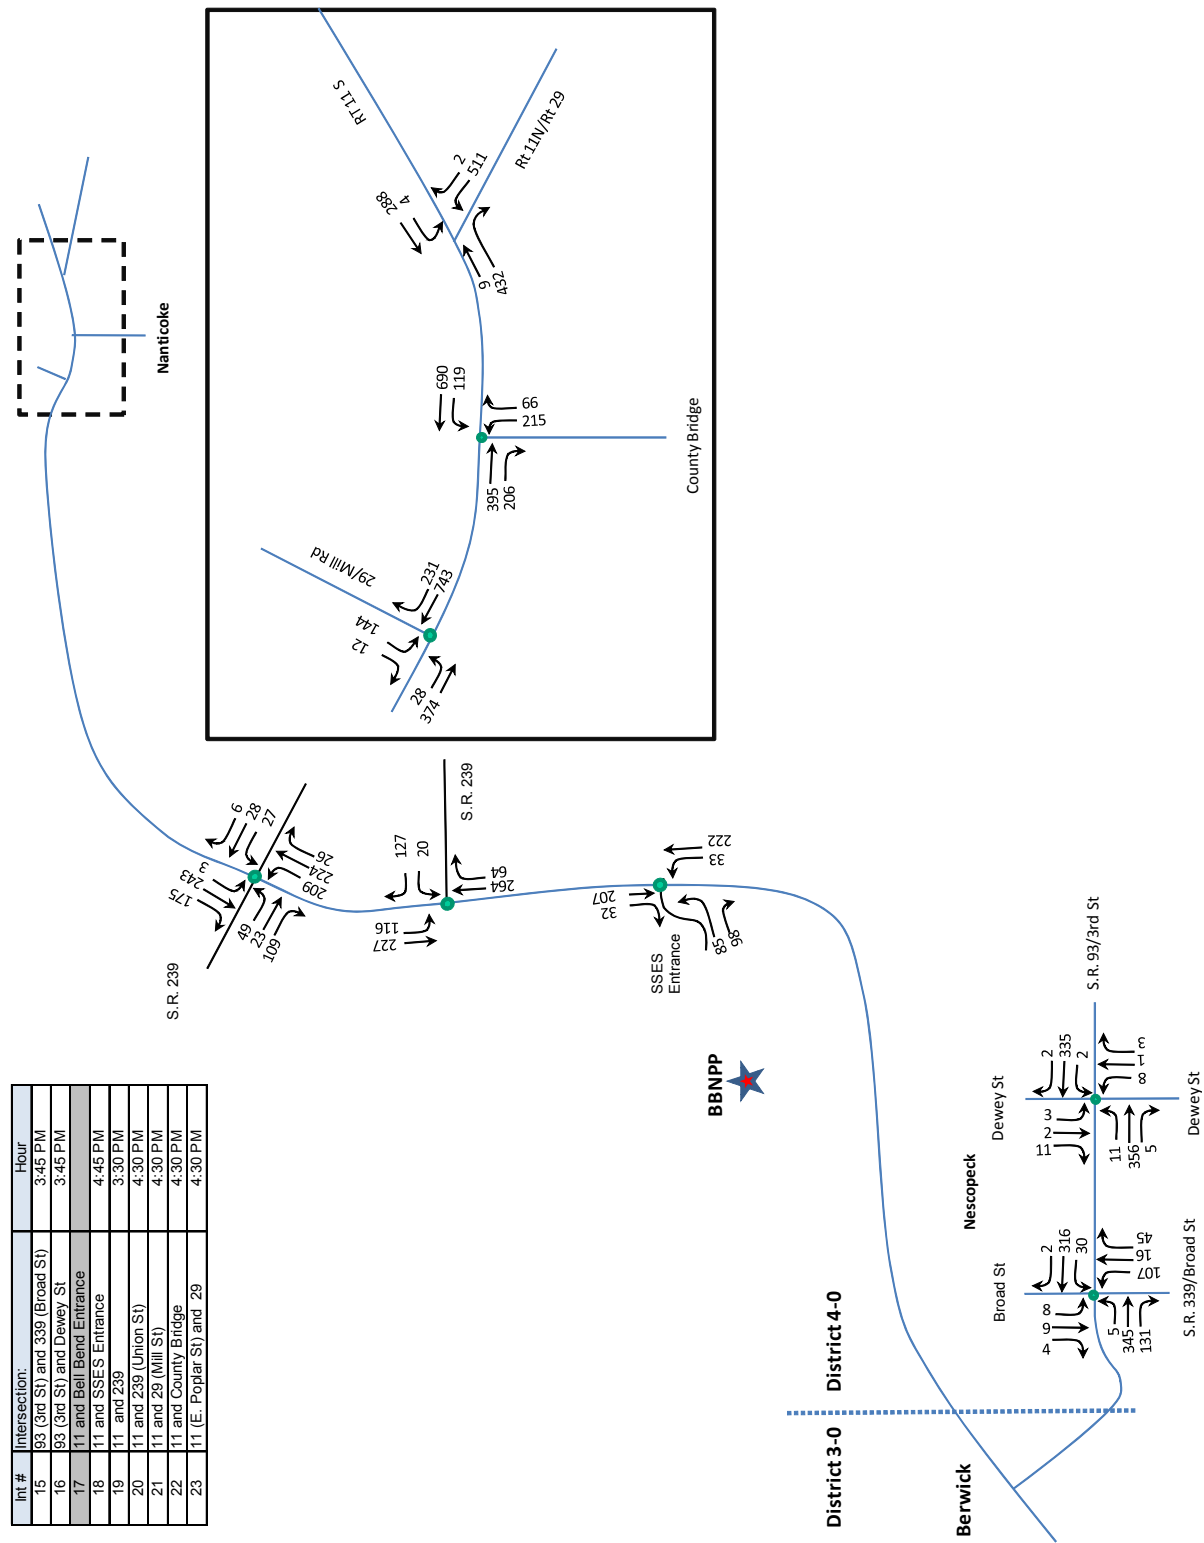 Int #	Intersection:	Hour
15	93 (3rd St) and 339 (Broad St)	3:45 PM
16	93 (3rd St) and Dewey St	3:45 PM
17	11 and Bell Bend Entrance
18	11 and SSES Entrance	4:45 PM
19	11 and 239	3:30 PM
20	11 and 239 (Union St)	4:30 PM
21	11 and 29 (Mill St)	4:30 PM
22	11 and County Bridge	4:30 PM
23	11 (E. Poplar St) and 29	4:30 PM
Nanticoke
RT 11 S
Rt 11N/Rt 29
288
4
2
511
9
432
690
119
66
215
395
206
County Bridge
29/Mill Rd
144
12
231
743
28
374
S.R. 239
6
28
27
3
243
175
49
23
109
26
224
209
S.R. 239
127
20
116
227
64
264
207
32
222
33
85
98
SSES
Entrance
BBNPP
S.R. 93/3rd St
Nescopeck
Dewey St
2
335
2
3
2
11
3
1
8
11
356
5
Dewey St
Broad St
2
316
30
8
9
4
45
16
107
5
345
131
S.R. 339/Broad St
District 4-0
District 3-0
Berwick